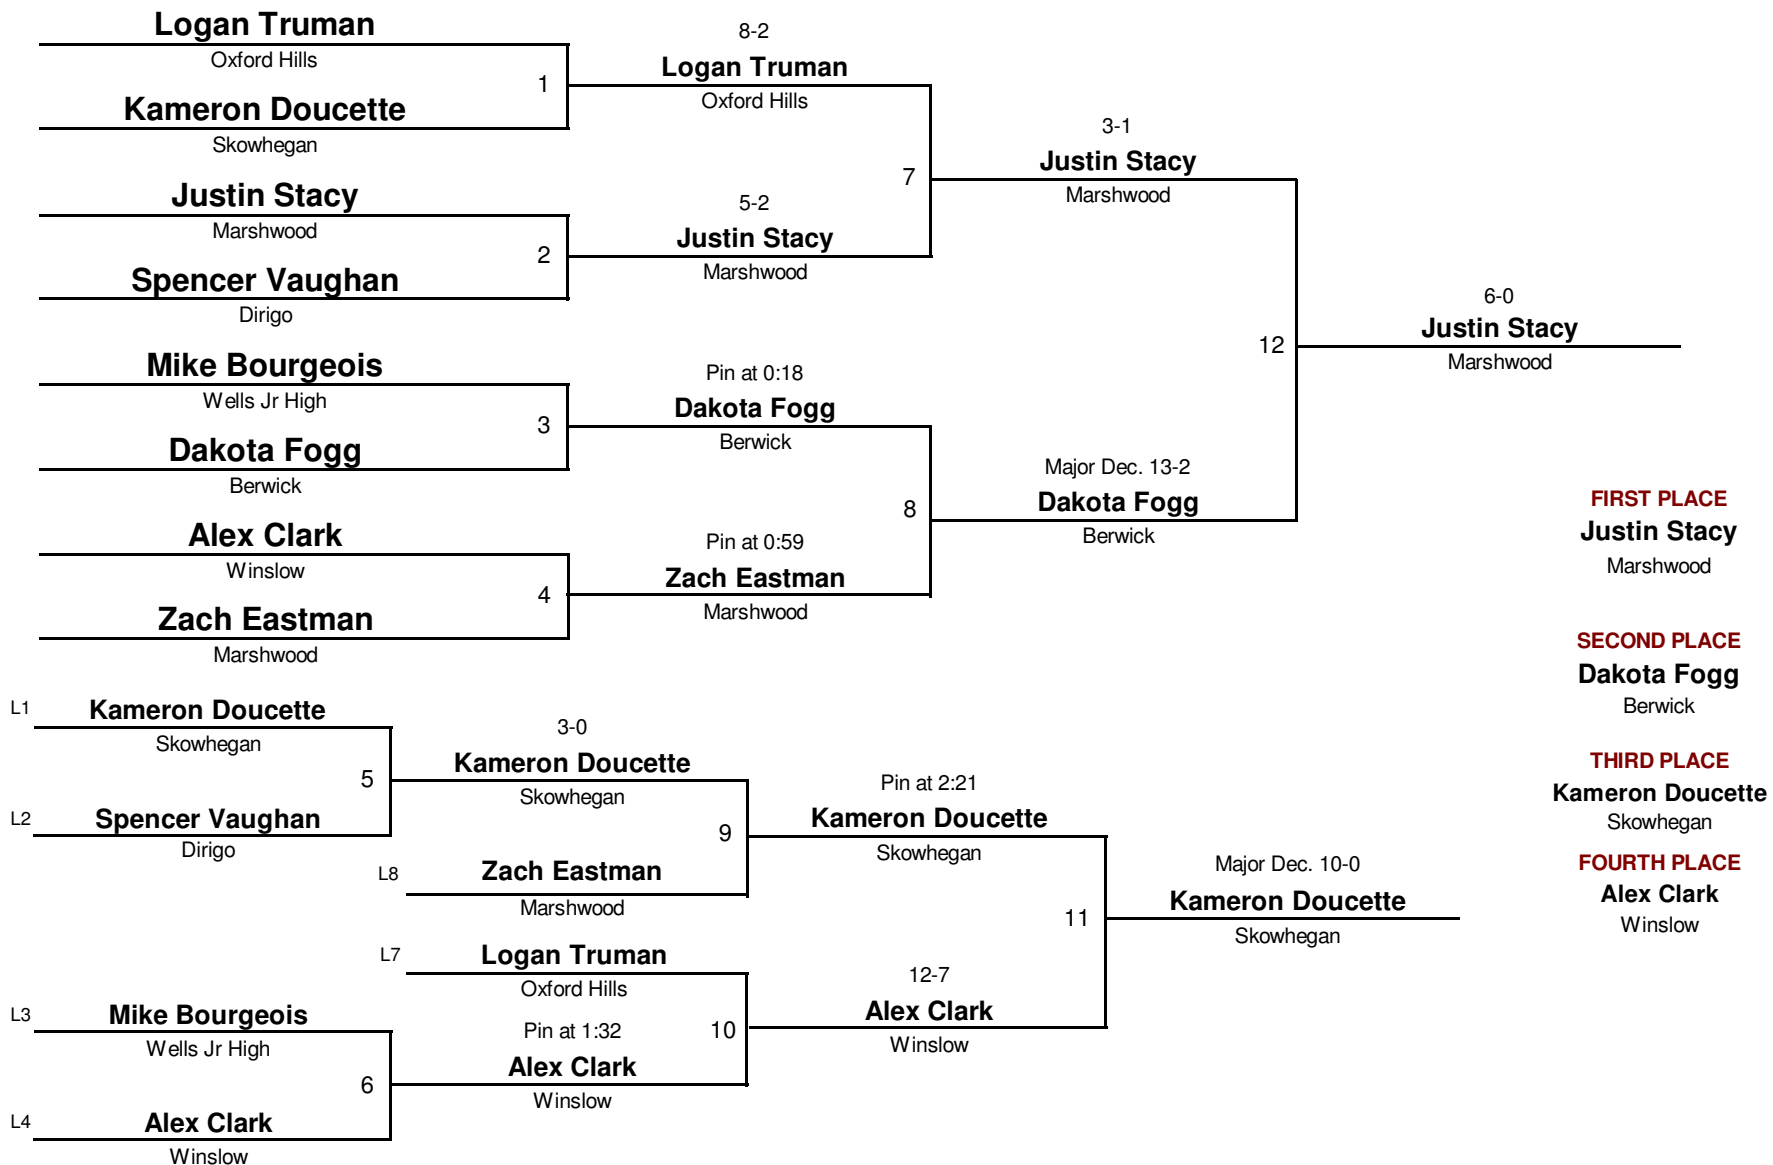 Logan Truman
Oxford Hills
1
Kameron Doucette
Skowhegan
8-2
Logan Truman
Oxford Hills
Justin Stacy
Marshwood
2
Spencer Vaughan
Dirigo
5-2
Justin Stacy
Marshwood
7
3-1
Justin Stacy
Marshwood
Mike Bourgeois
Wells Jr High
3
Dakota Fogg
Berwick
Pin at 0:18
Dakota Fogg
Berwick
Alex Clark
Winslow
4
Zach Eastman
Marshwood
Pin at 0:59
Zach Eastman
Marshwood
8
Major Dec. 13-2
Dakota Fogg
Berwick
12
6-0
Justin Stacy
Marshwood
FIRST PLACE
Justin Stacy
Marshwood
SECOND PLACE
Dakota Fogg
Berwick
THIRD PLACE
Kameron Doucette
Skowhegan
FOURTH PLACE
Alex Clark
Winslow
L1
Kameron Doucette
Skowhegan
5
L2
Spencer Vaughan
Dirigo
3-0
Kameron Doucette
Skowhegan
9
L8
Zach Eastman
Marshwood
Pin at 2:21
Kameron Doucette
Skowhegan
L7
Logan Truman
Oxford Hills
L3
Mike Bourgeois
Wells Jr High
6
L4
Alex Clark
Winslow
Pin at 1:32
Alex Clark
Winslow
10
12-7
Alex Clark
Winslow
11
Major Dec. 10-0
Kameron Doucette
Skowhegan